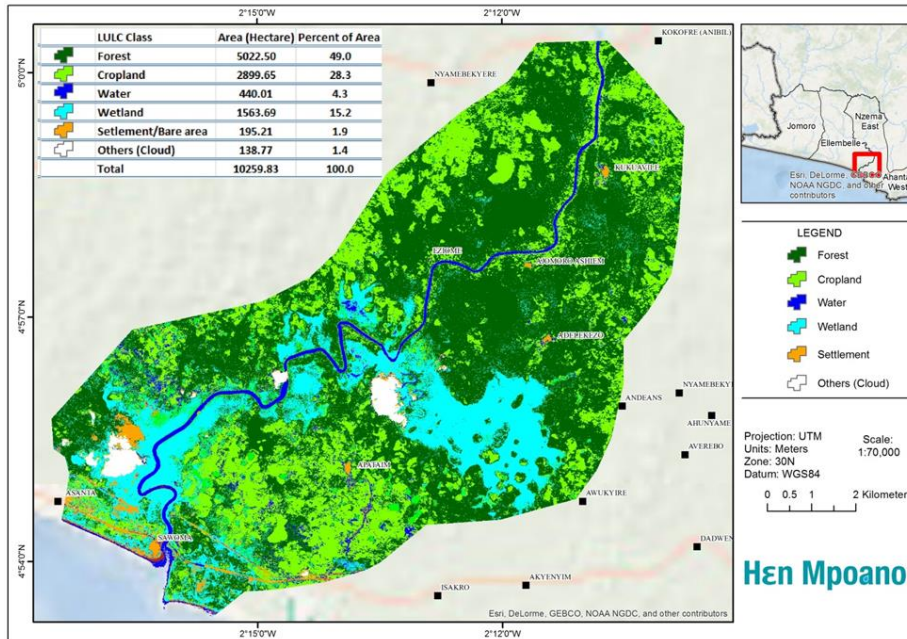 2°15'0"W 2°12'0"W
LULC Class Area (Hectare) Percent of Area
Forest 5022.50 49.0
Cropland 2899.65 28.3
Water 440.01 4.3
Wetland 1563.69 15.2
Setlement/Bare area 195.21 1.9
Others (Cloud) 138.77 1.4
Total 10259.83 100.0
KOKOFRE (ANIBIL)
NYAMEBEKYERE
5°0'0"N
KUKUAVILE
EZIOME
AJOMOROASHIEM
4°57'0"N
ADELEKEZO
NYAMEBEKY
ANDEANS
AHUNYAME
AVEREBO
APATAIM
ASANTA
AWUKYIRE
SAWOMA
DADWEN
4°54'0"N
AKYENYIM
ISAKRO
Esri, DeLorme, GEBCO, NOAA NGDC, and other contributors
2°15'0"W 2°12'0"W
Nzema
East
Jomoro
Ellembelle
Ahanta
West
Esri, DeLorme, GEBCO,
NOAA NGDC, and other
contributors
LEGEND
Forest
Cropland
Water
Wetland
Settlement
Others (Cloud)
Projection: UTM
Units: Meters
Zone: 30N
Datum: WGS84
Scale:
1:70,000
0 0.5 1 2 Kilometer
Hɛn Mpoano